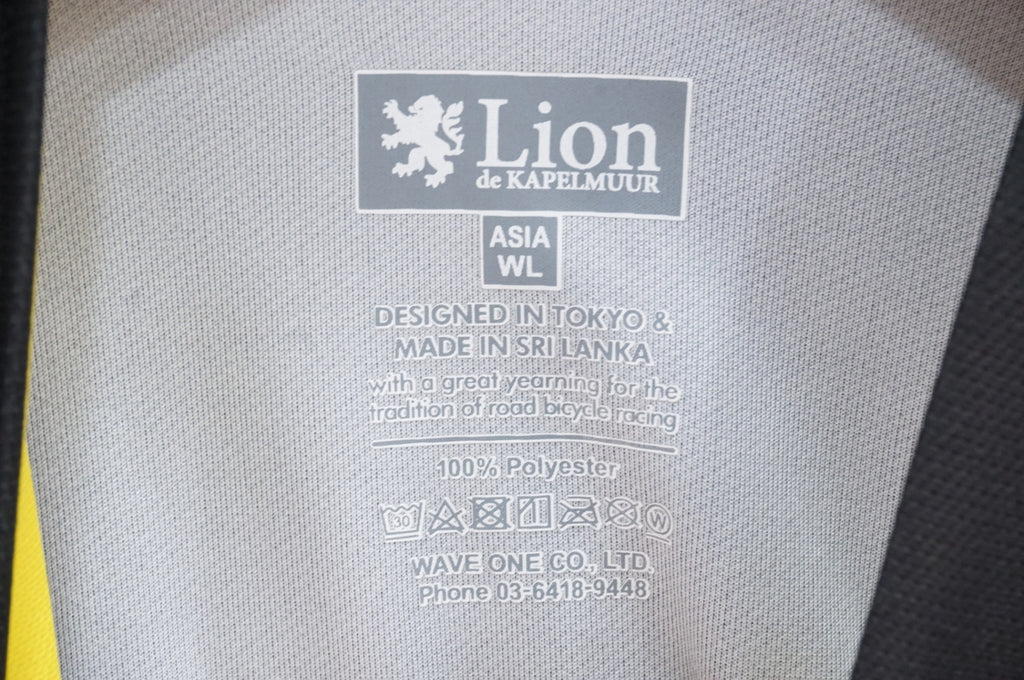 Lion
de KAPELMUUR
ASIA
WL
DESIGNED IN TOKYO &
MADE IN SRI LANKA
with a great yearning for the
tradition of road bicycle racing
100% Polyester
30 W
WAVE ONE CO., LTD.
Phone 03-6418-9448